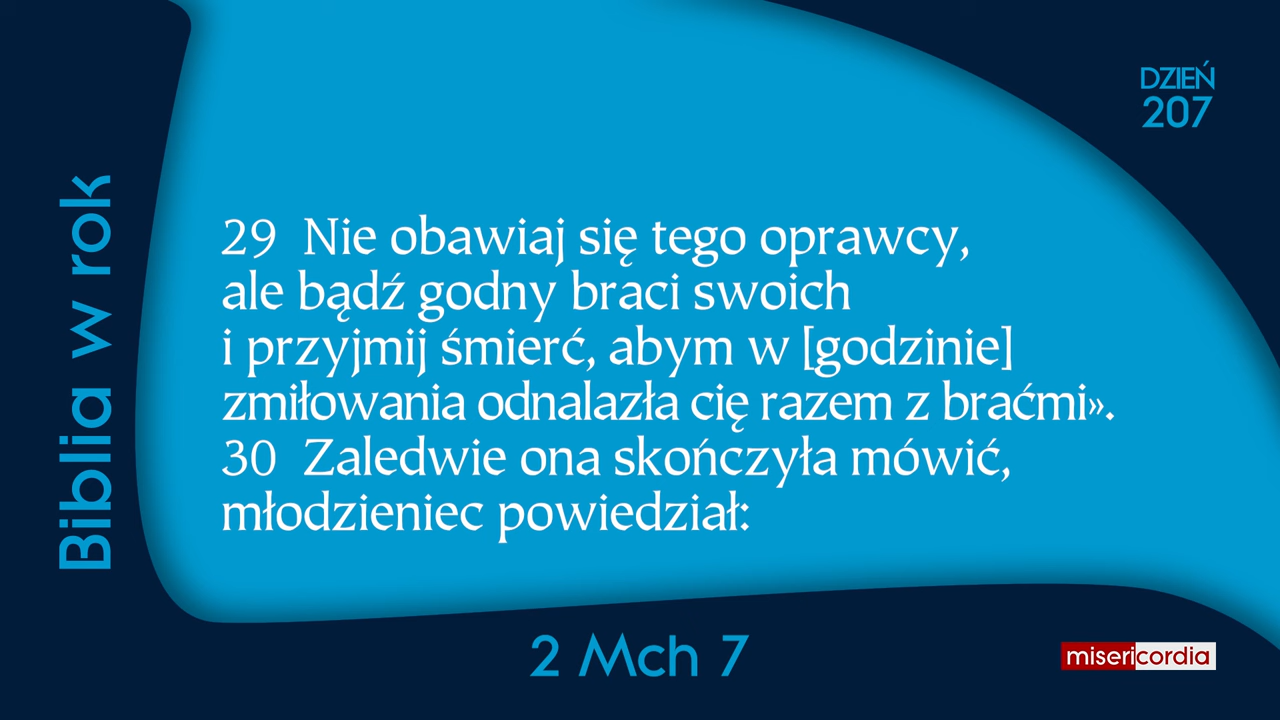 DZIEŃ
207
Biblia w rok
29 Nie obawiaj się tego oprawcy,
ale bądź godny braci swoich
i przyjmij śmierć, abym w [godzinie]
zmiłowania odnalazła cię razem z braćmi».
30 Zaledwie ona skończyła mówić,
młodzieniec powiedział:
2 Mch 7
misericordia